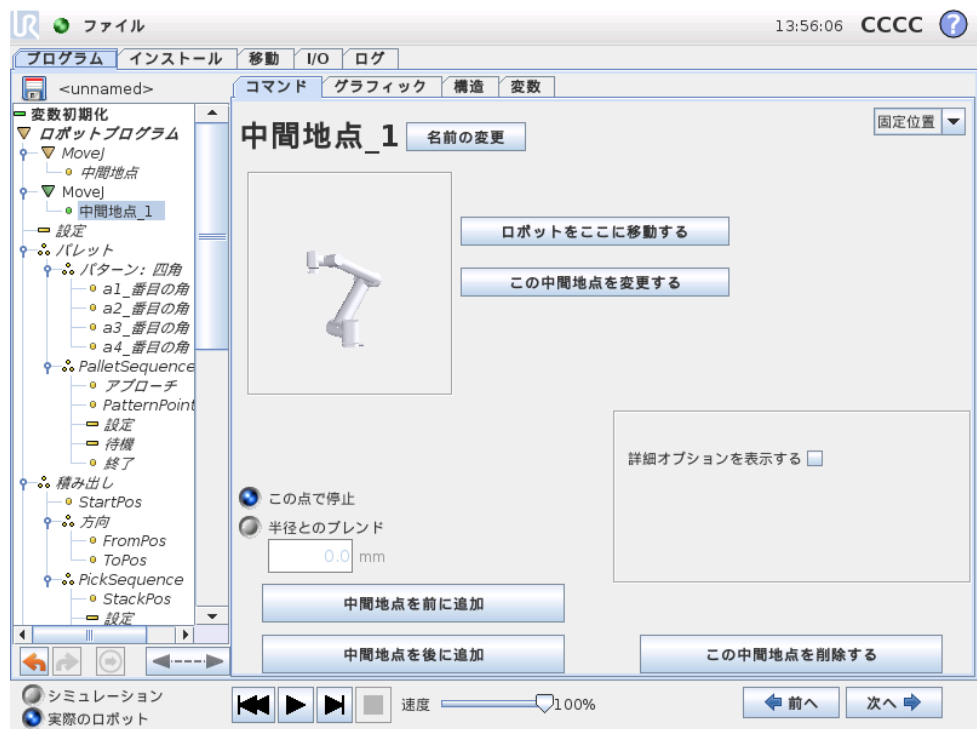 UR ファイル 13:56:06 CCCC ?
プログラム インストール 移動 I/O ログ
<unnamed>
コマンド グラフィック 構造 変数
変数初期化
ロボットプログラム
MoveJ
中間地点
MoveJ
中間地点_1
設定
パレット
パターン: 四角
a1_番目の角
a2_番目の角
a3_番目の角
a4_番目の角
PalletSequence
アプローチ
PatternPoint
設定
待機
終了
積み出し
StartPos
方向
FromPos
ToPos
PickSequence
StackPos
設定
中間地点_1 名前の変更
固定位置
ロボットをここに移動する
この中間地点を変更する
詳細オプションを表示する
この点で停止
半径とのブレンド
0.0 mm
中間地点を前に追加
中間地点を後に追加
この中間地点を削除する
シミュレーション
実際のロボット
速度 100%
前へ 次へ